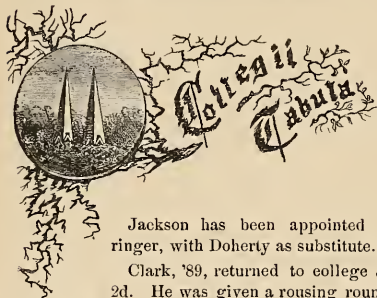 Collegii
Tabula.
Jackson has been appointed
ringer, with Doherty as substitute.
Clark, '89, returned to college
2d. He was given a rousing roun